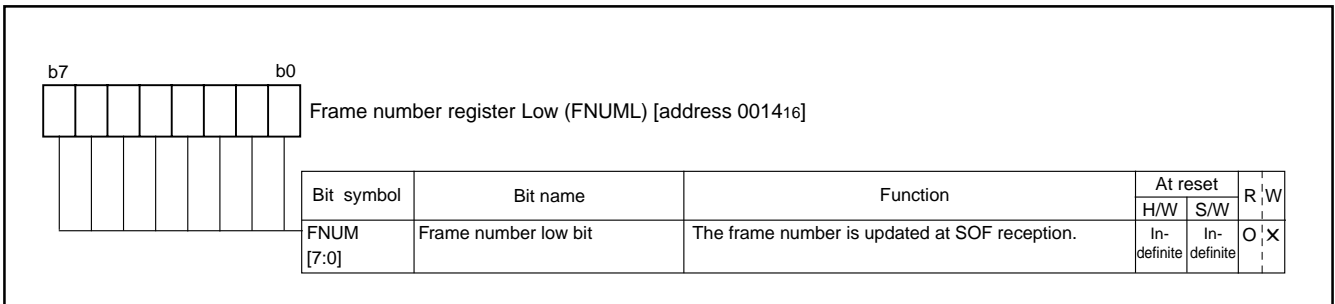 b7 b0
Frame number register Low (FNUML) [address 001416]
Bit symbol Bit name Function At reset R W
H/W S/W
FNUM Frame number low bit The frame number is updated at SOF reception. In- In- O ×
[7:0] definite definite